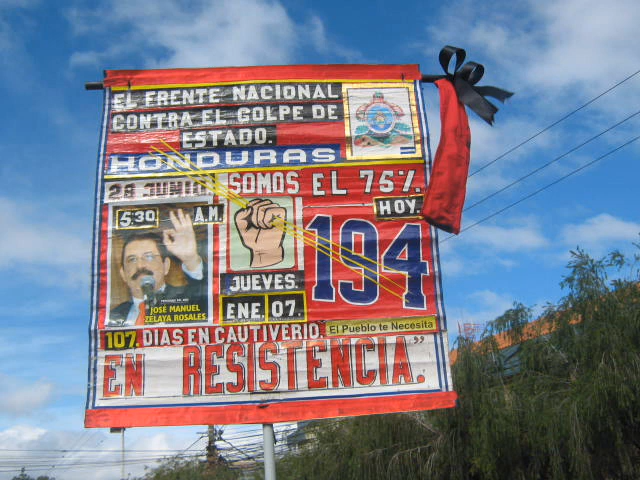 EL FRENTE NACIONAL
CONTRA EL GOLPE DE
ESTADO.
HONDURAS
28 JUNIO
SOMOS EL 75%.
5:30 A.M.
HOY.
194
JUEVES.
ENE. 07.
JOSÉ MANUEL
ZELAYA ROSALES.
107. DIAS EN CAUTIVERIO.
El Pueblo te Necesita
EN RESISTENCIA".